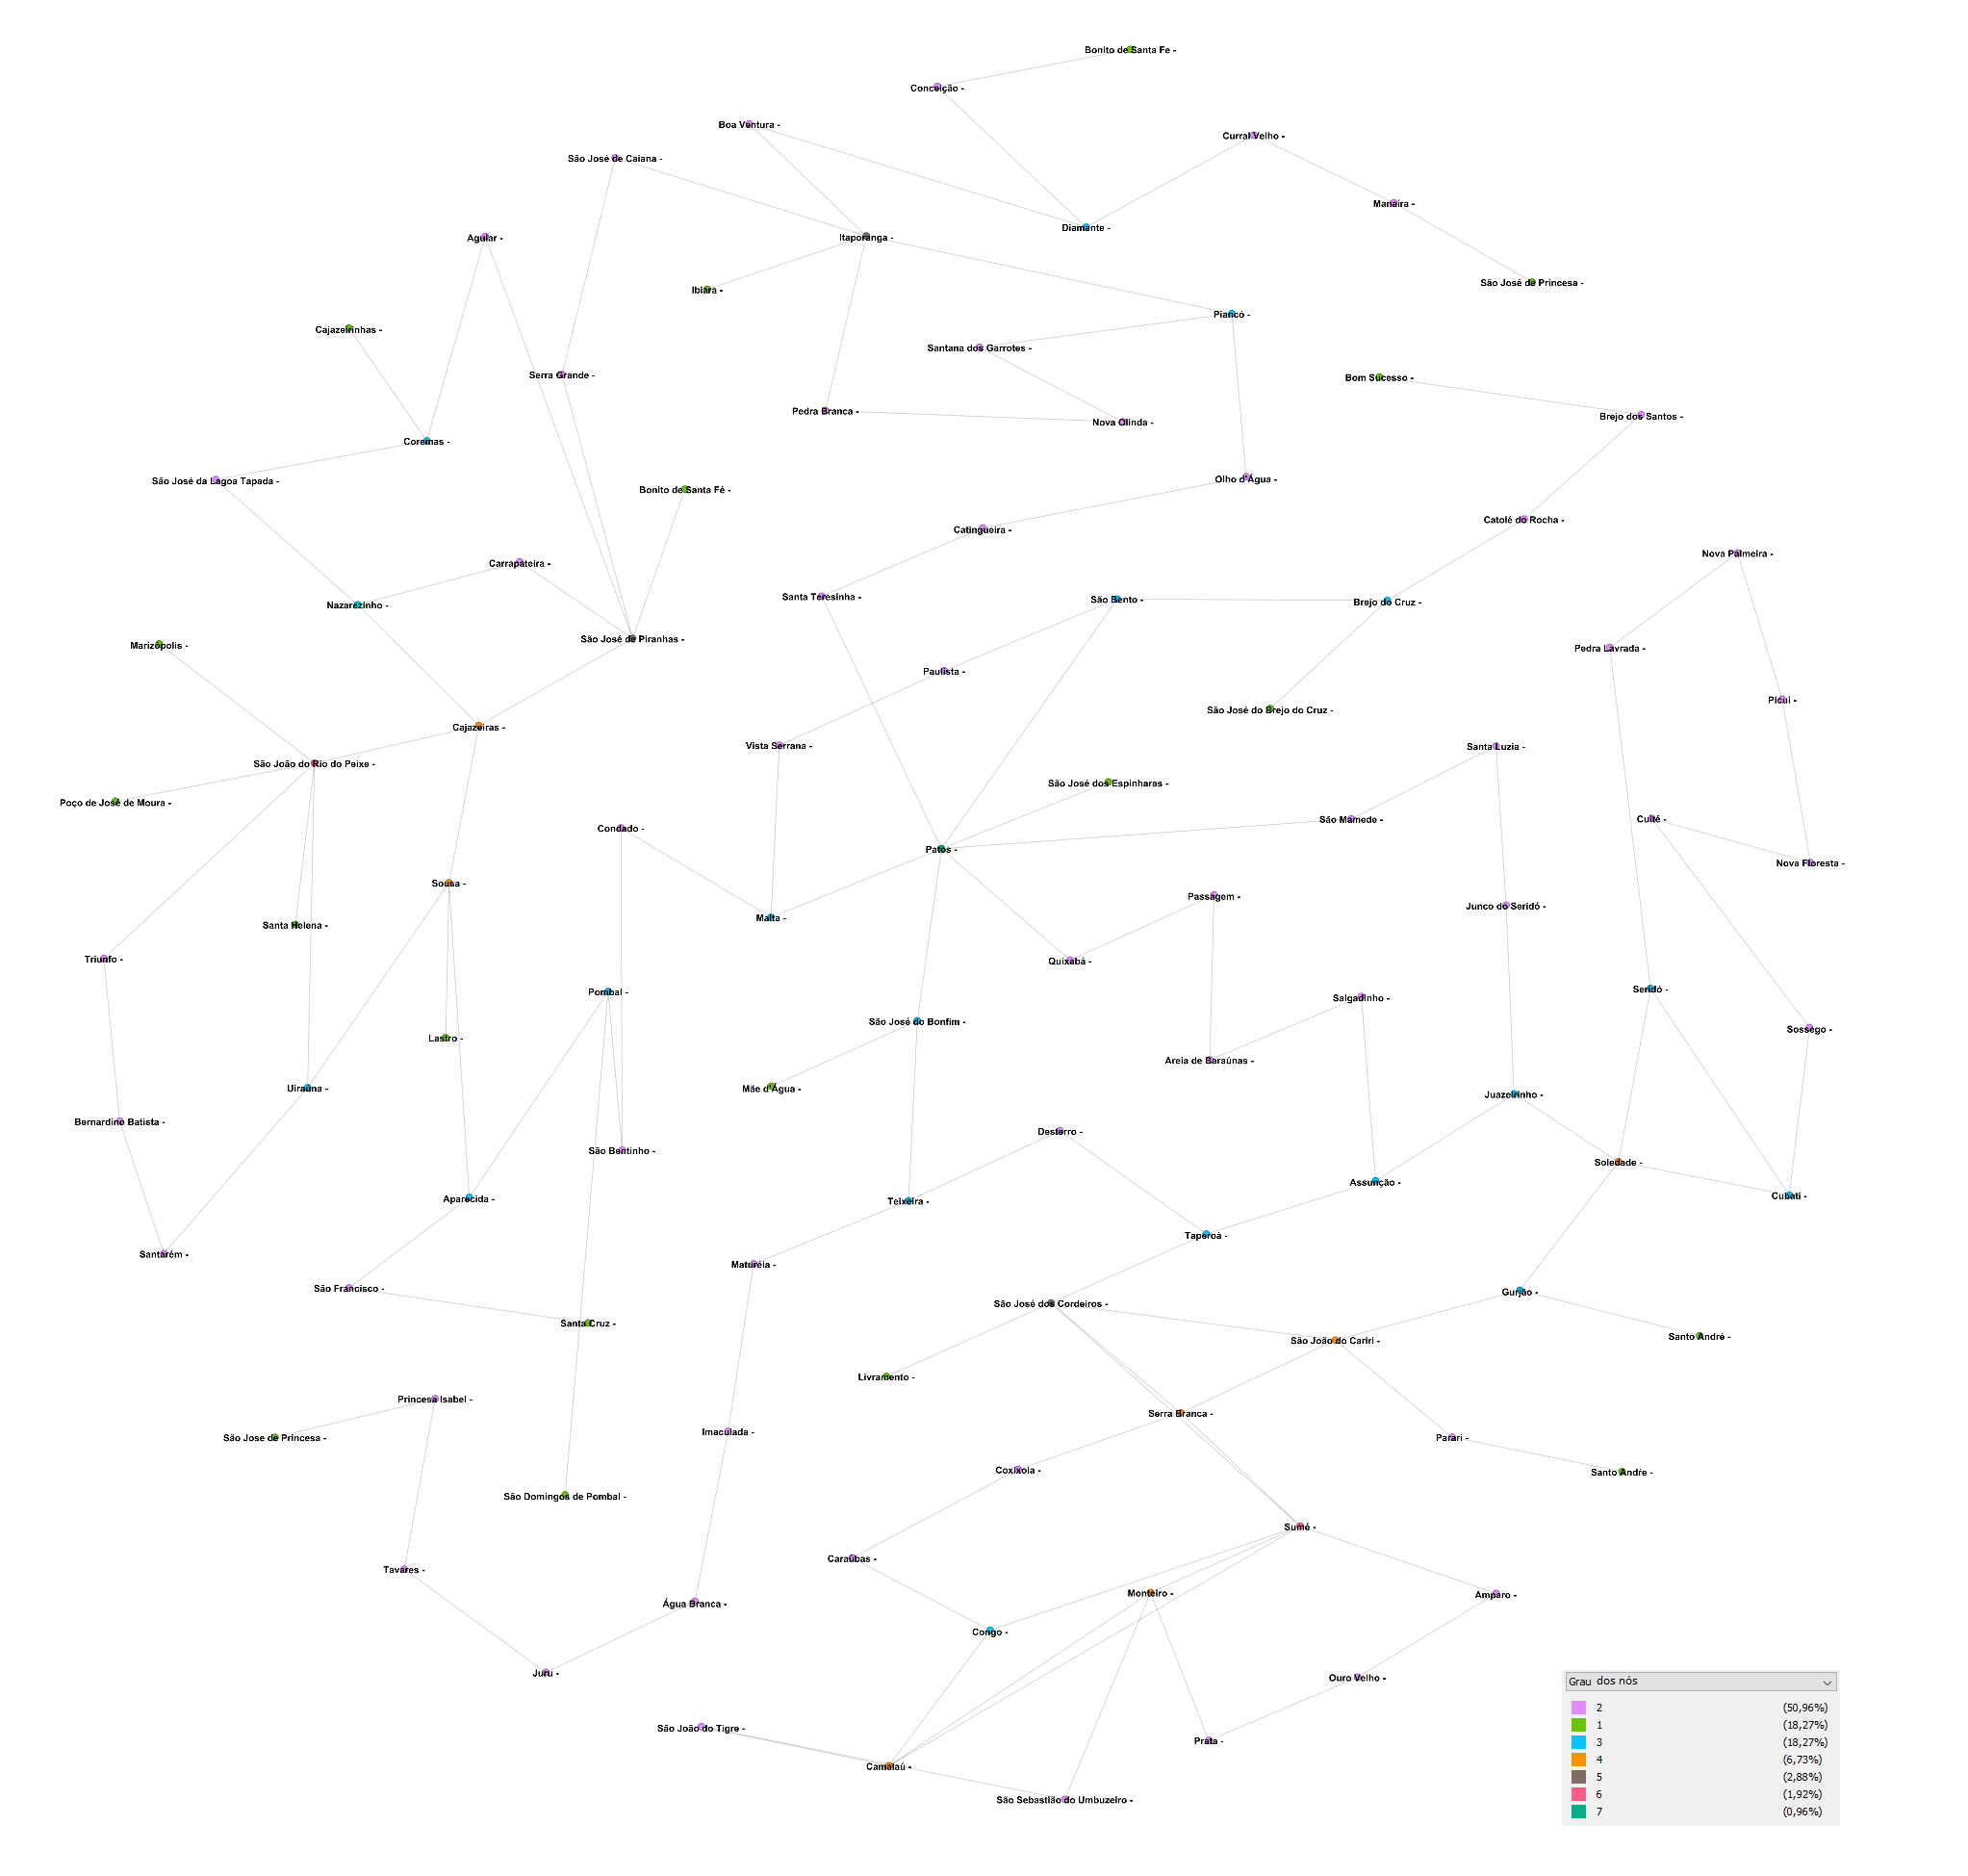 Bonito de Santa Fe -
Conceição -
Boa Ventura -
Curral Velho -
São José de Caiana -
Manaíra -
Diamante -
Itaporanga -
Aguiar -
São José de Princesa -
Ibiara -
Piancó -
Cajazeirinhas -
Santana dos Garrotes -
Serra Grande -
Bom Sucesso -
Pedra Branca -
Brejo dos Santos -
Nova Olinda -
Coremas -
Olho d'Água -
São José da Lagoa Tapada -
Bonito de Santa Fé -
Catolé do Rocha -
Catingueira -
Nova Palmeira -
Carrapateira -
Santa Teresinha -
São Bento -
Brejo do Cruz -
Nazarezinho -
São José de Piranhas -
Marizópolis -
Pedra Lavrada -
Paulista -
Picuí -
São José do Brejo do Cruz -
Cajazeiras -
Vista Serrana -
Santa Luzia -
São João do Rio do Peixe -
São José dos Espinharas -
Poço de José de Moura -
São Mamede -
Cuité -
Condado -
Patos -
Nova Floresta -
Sousa -
Passagem -
Junco do Seridó -
Malta -
Santa Helena -
Triunfo -
Quixabá -
Seridó -
Pombal -
Salgadinho -
São José do Bonfim -
Sossego -
Lastro -
Areia de Baraúnas -
Uiraúna -
Mãe d'Água -
Juazeirinho -
Bernardino Batista -
Desterro -
São Bentinho -
Soledade -
Assunção -
Cubati -
Aparecida -
Teixeira -
Taperoá -
Santarém -
Maturéia -
São Francisco -
Gurjão -
São José dos Cordeiros -
Santa Cruz -
Santo André -
São João do Cariri -
Livramento -
Princesa Isabel -
Serra Branca -
São Jose de Princesa -
Imaculada -
Parari -
Coxixola -
Santo Andre -
São Domingos de Pombal -
Sumé -
Caraúbas -
Tavares -
Monteiro -
Amparo -
Água Branca -
Congo -
Juru -
Ouro Velho -
São João do Tigre -
Prata -
Camalaú -
São Sebastião do Umbuzeiro -
Grau dos nós
2 (50,96%)
1 (18,27%)
3 (18,27%)
4 (6,73%)
5 (2,88%)
6 (1,92%)
7 (0,96%)